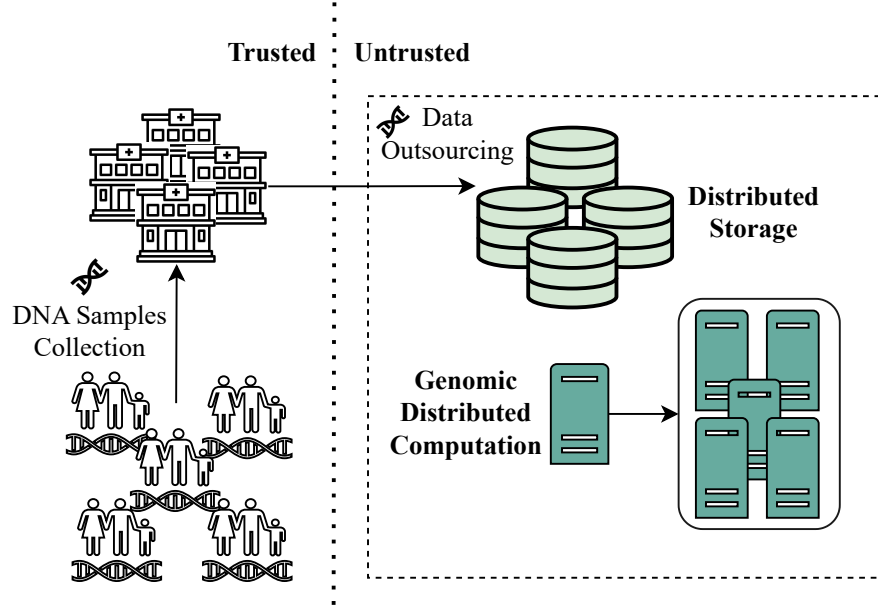 Trusted
Untrusted
Data
Outsourcing
Distributed
Storage
DNA Samples
Collection
Genomic
Distributed
Computation